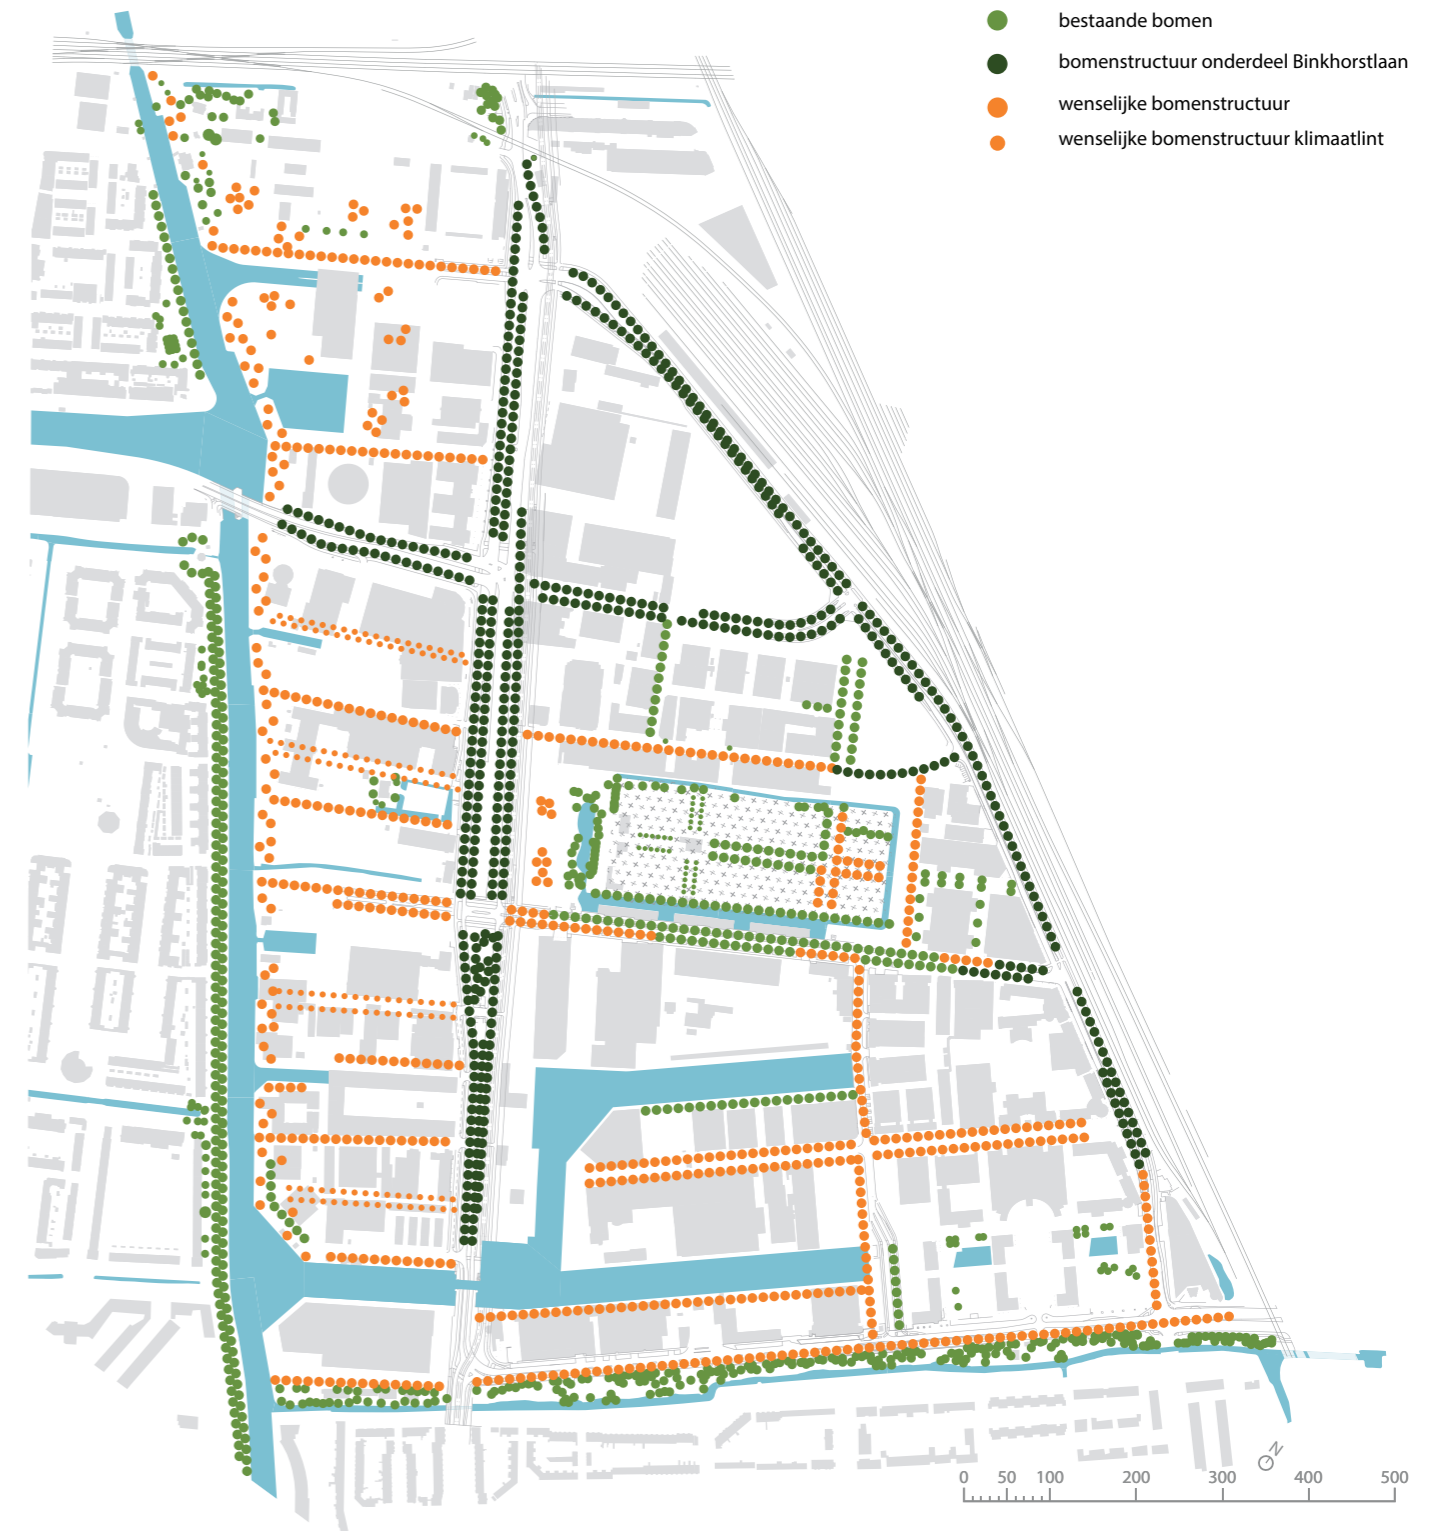 bestaande bomen
bomenstructuur onderdeel Binkhorstlaan
wenselijke bomenstructuur
wenselijke bomenstructuur klimaatlint
N
0 50 100 200 300 400 500